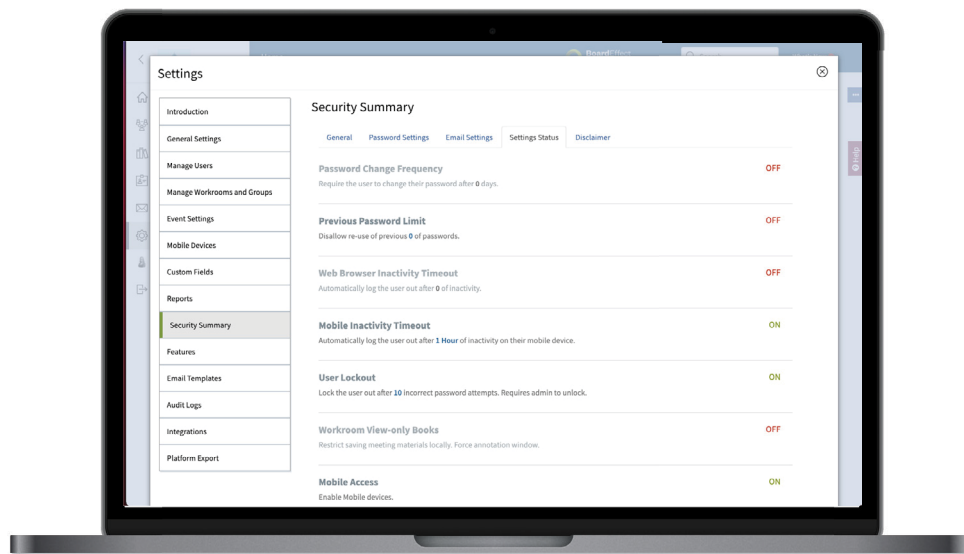 BoardEffect
Settings
Introduction
General Settings
Manage Users
Manage Workrooms and Groups
Event Settings
Mobile Devices
Custom Fields
Reports
Security Summary
Features
Email Templates
Audit Logs
Integrations
Platform Export
Security Summary
General Password Settings Email Settings Settings Status Disclaimer
Password Change Frequency OFF
Require the user to change their password after 0 days.
Previous Password Limit OFF
Disallow re-use of previous 0 of passwords.
Web Browser Inactivity Timeout OFF
Automatically log the user out after 0 of inactivity.
Mobile Inactivity Timeout ON
Automatically log the user out after 1 Hour of inactivity on their mobile device.
User Lockout ON
Lock the user out after 10 incorrect password attempts. Requires admin to unlock.
Workroom View-only Books OFF
Restrict saving meeting materials locally. Force annotation window.
Mobile Access ON
Enable Mobile devices.
Help